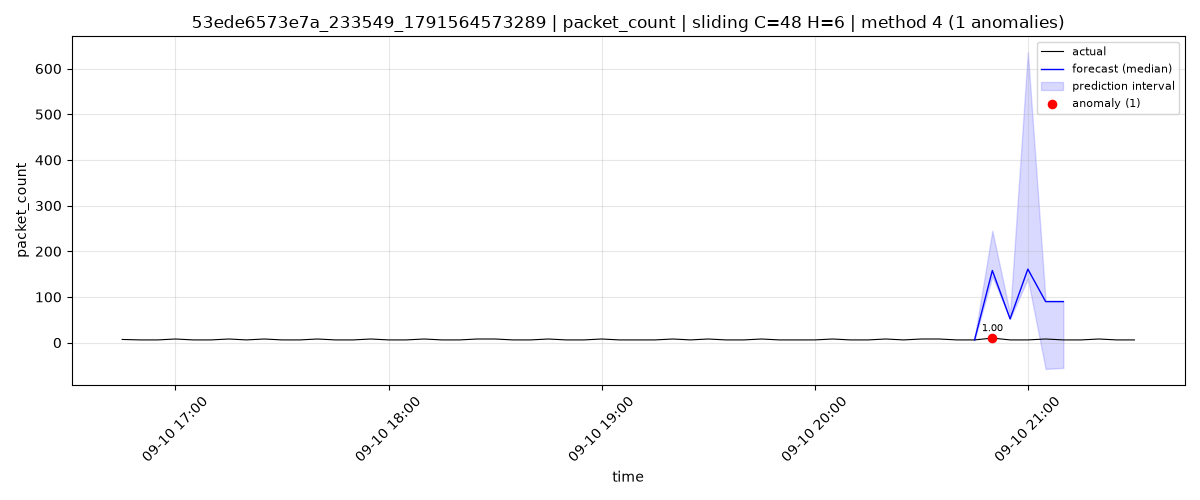 53ede6573e7a_233549_1791564573289 | packet_count | sliding C=48 H=6 | method 4 (1 anomalies)
actual
forecast (median)
prediction interval
anomaly (1)
600
500
400
300
200
100
0
packet_count
1.00
09-10 17:00
09-10 18:00
09-10 19:00
09-10 20:00
09-10 21:00
time